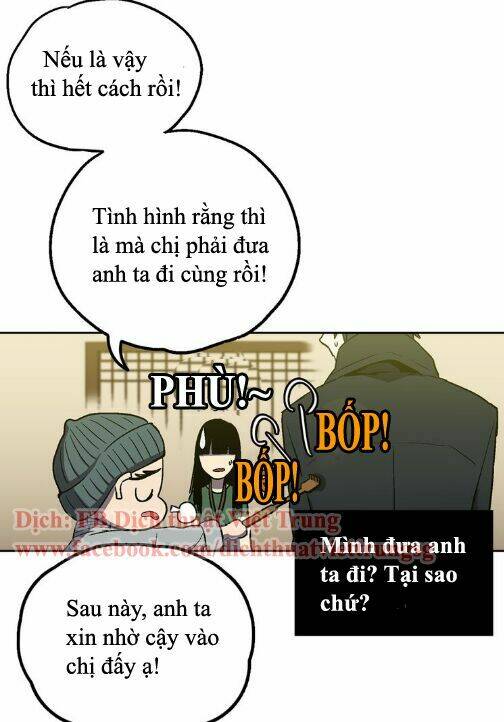 Nếu là vậy
thì hết cách rồi!
Tình hình rằng thì
là mà chị phải đưa
anh ta đi cùng rồi!
PHÙ!~
BỐP!
BỐP!
Dịch: FB Dịch thuật Việt Trung
www.facebook.com/dichthuat
Mình đưa anh
ta đi? Tại sao
chứ?
Sau này, anh ta
xin nhờ cậy vào
chị đấy ạ!